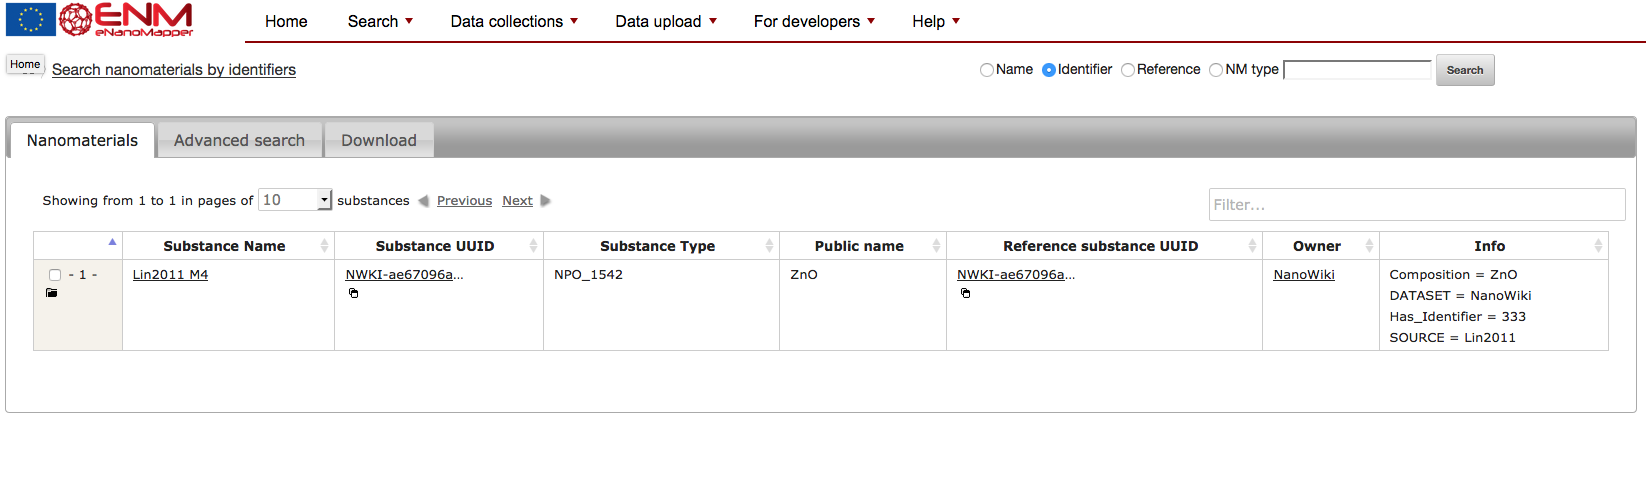 ENM
eNanoMapper
Home Search Data collections Data upload For developers Help
Home
Search nanomaterials by identifiers
Name Identifier Reference NM type Search
Nanomaterials Advanced search Download
Showing from 1 to 1 in pages of 10 substances Previous Next
Filter...
Substance Name Substance UUID Substance Type Public name Reference substance UUID Owner Info
- 1 - Lin2011 M4 NWKI-ae67096a... NPO_1542 ZnO NWKI-ae67096a... NanoWiki Composition = ZnO
DATASET = NanoWiki
Has_Identifier = 333
SOURCE = Lin2011